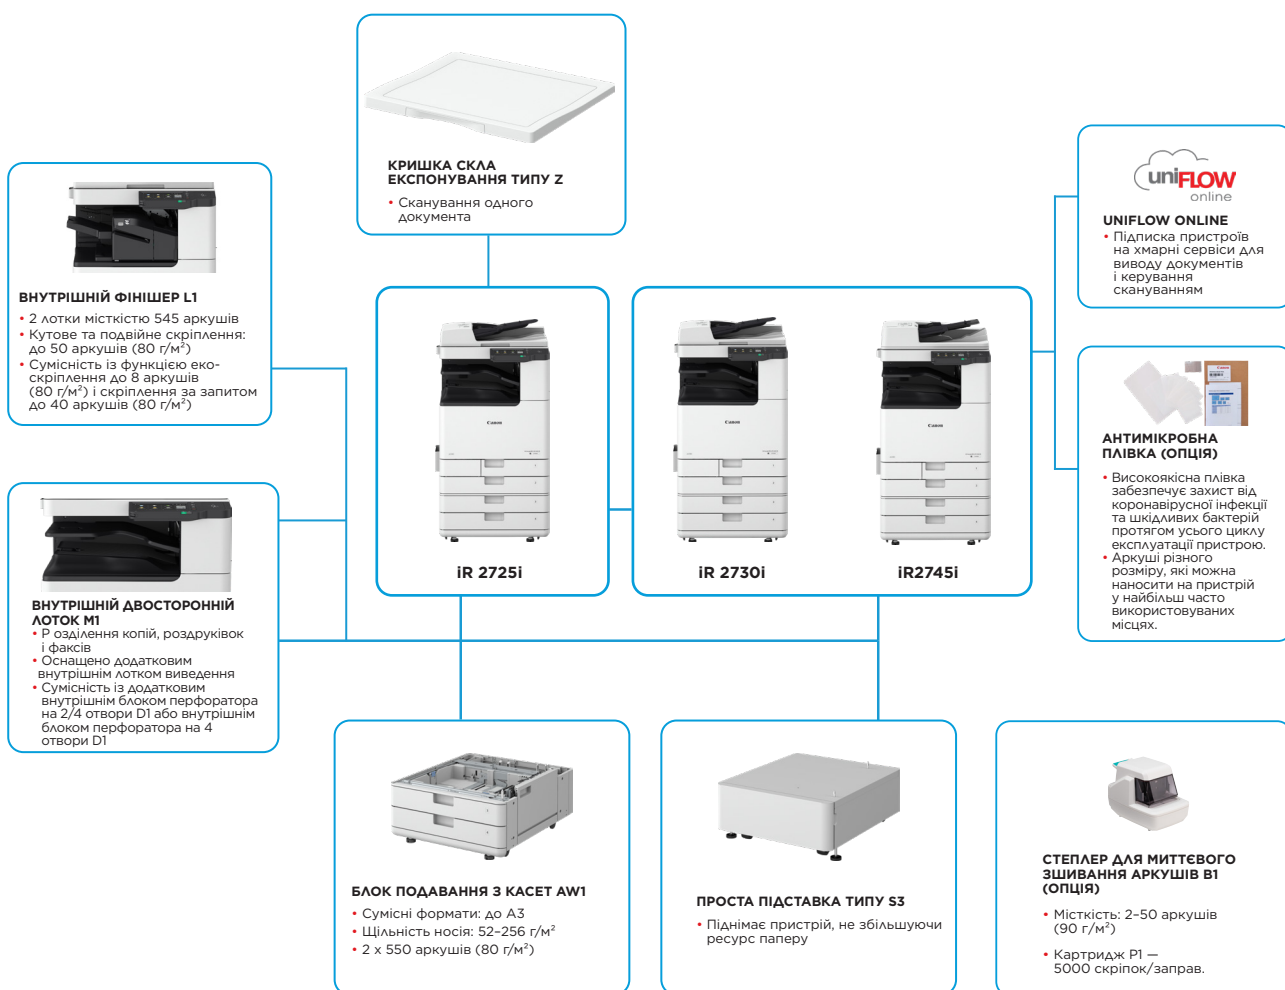 КРИШКА СКЛА
ЕКСПОНУВАННЯ ТИПУ Z
• Сканування одного
документа
ВНУТРІШНІЙ ФІНІШЕР L1
• 2 лотки місткістю 545 аркушів
• Кутове та подвійне скріплення:
до 50 аркушів (80 г/м²)
• Сумісність із функцією еко-
скріплення до 8 аркушів
(80 г/м²) і скріплення за запитом
до 40 аркушів (80 г/м²)
uniFLOW
online
UNIFLOW ONLINE
• Підписка пристроїв
на хмарні сервіси для
виводу документів
і керування
скануванням
Canon
Canon
Canon
iR 2725i
iR 2730i
iR2745i
Canon
АНТИМІКРОБНА
ПЛІВКА (ОПЦІЯ)
• Високоякісна плівка
забезпечує захист від
коронавірусної інфекції
та шкідливих бактерій
протягом усього циклу
експлуатації пристрою.
• Аркуші різного
розміру, які можна
наносити на пристрій
у найбільш часто
використовуваних
місцях.
ВНУТРІШНІЙ ДВОСТОРОННІЙ
ЛОТОК M1
• Р озділення копій, роздруківок
і факсів
• Оснащено додатковим
внутрішнім лотком виведення
• Сумісність із додатковим
внутрішнім блоком перфоратора
на 2/4 отвори D1 або внутрішнім
блоком перфоратора на 4
отвори D1
БЛОК ПОДАВАННЯ З КАСЕТ AW1
• Сумісні формати: до A3
• Щільність носія: 52–256 г/м²
• 2 x 550 аркушів (80 г/м²)
ПРОСТА ПІДСТАВКА ТИПУ S3
• Піднімає пристрій, не збільшуючи
ресурс паперу
СТЕПЛЕР ДЛЯ МИТТЄВОГО
ЗШИВАННЯ АРКУШІВ B1
(ОПЦІЯ)
• Місткість: 2–50 аркушів
(90 г/м²)
• Картридж P1 —
5000 скріпок/заправ.